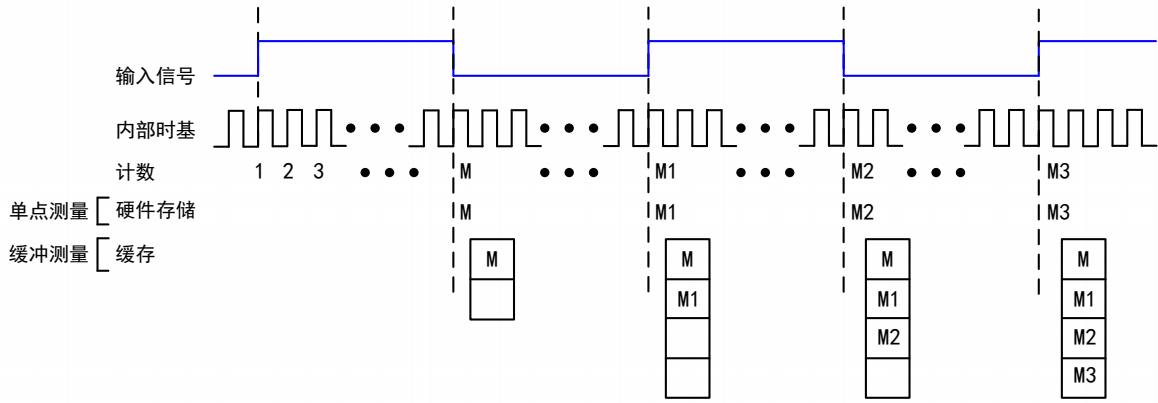 输入信号
内部时基
计数 1 2 3 ••• M ••• M1 ••• M2 ••• M3
单点测量 硬件存储 M M1 M2 M3
缓冲测量 缓存
M M M M
M1 M1 M1
M2 M2
M3